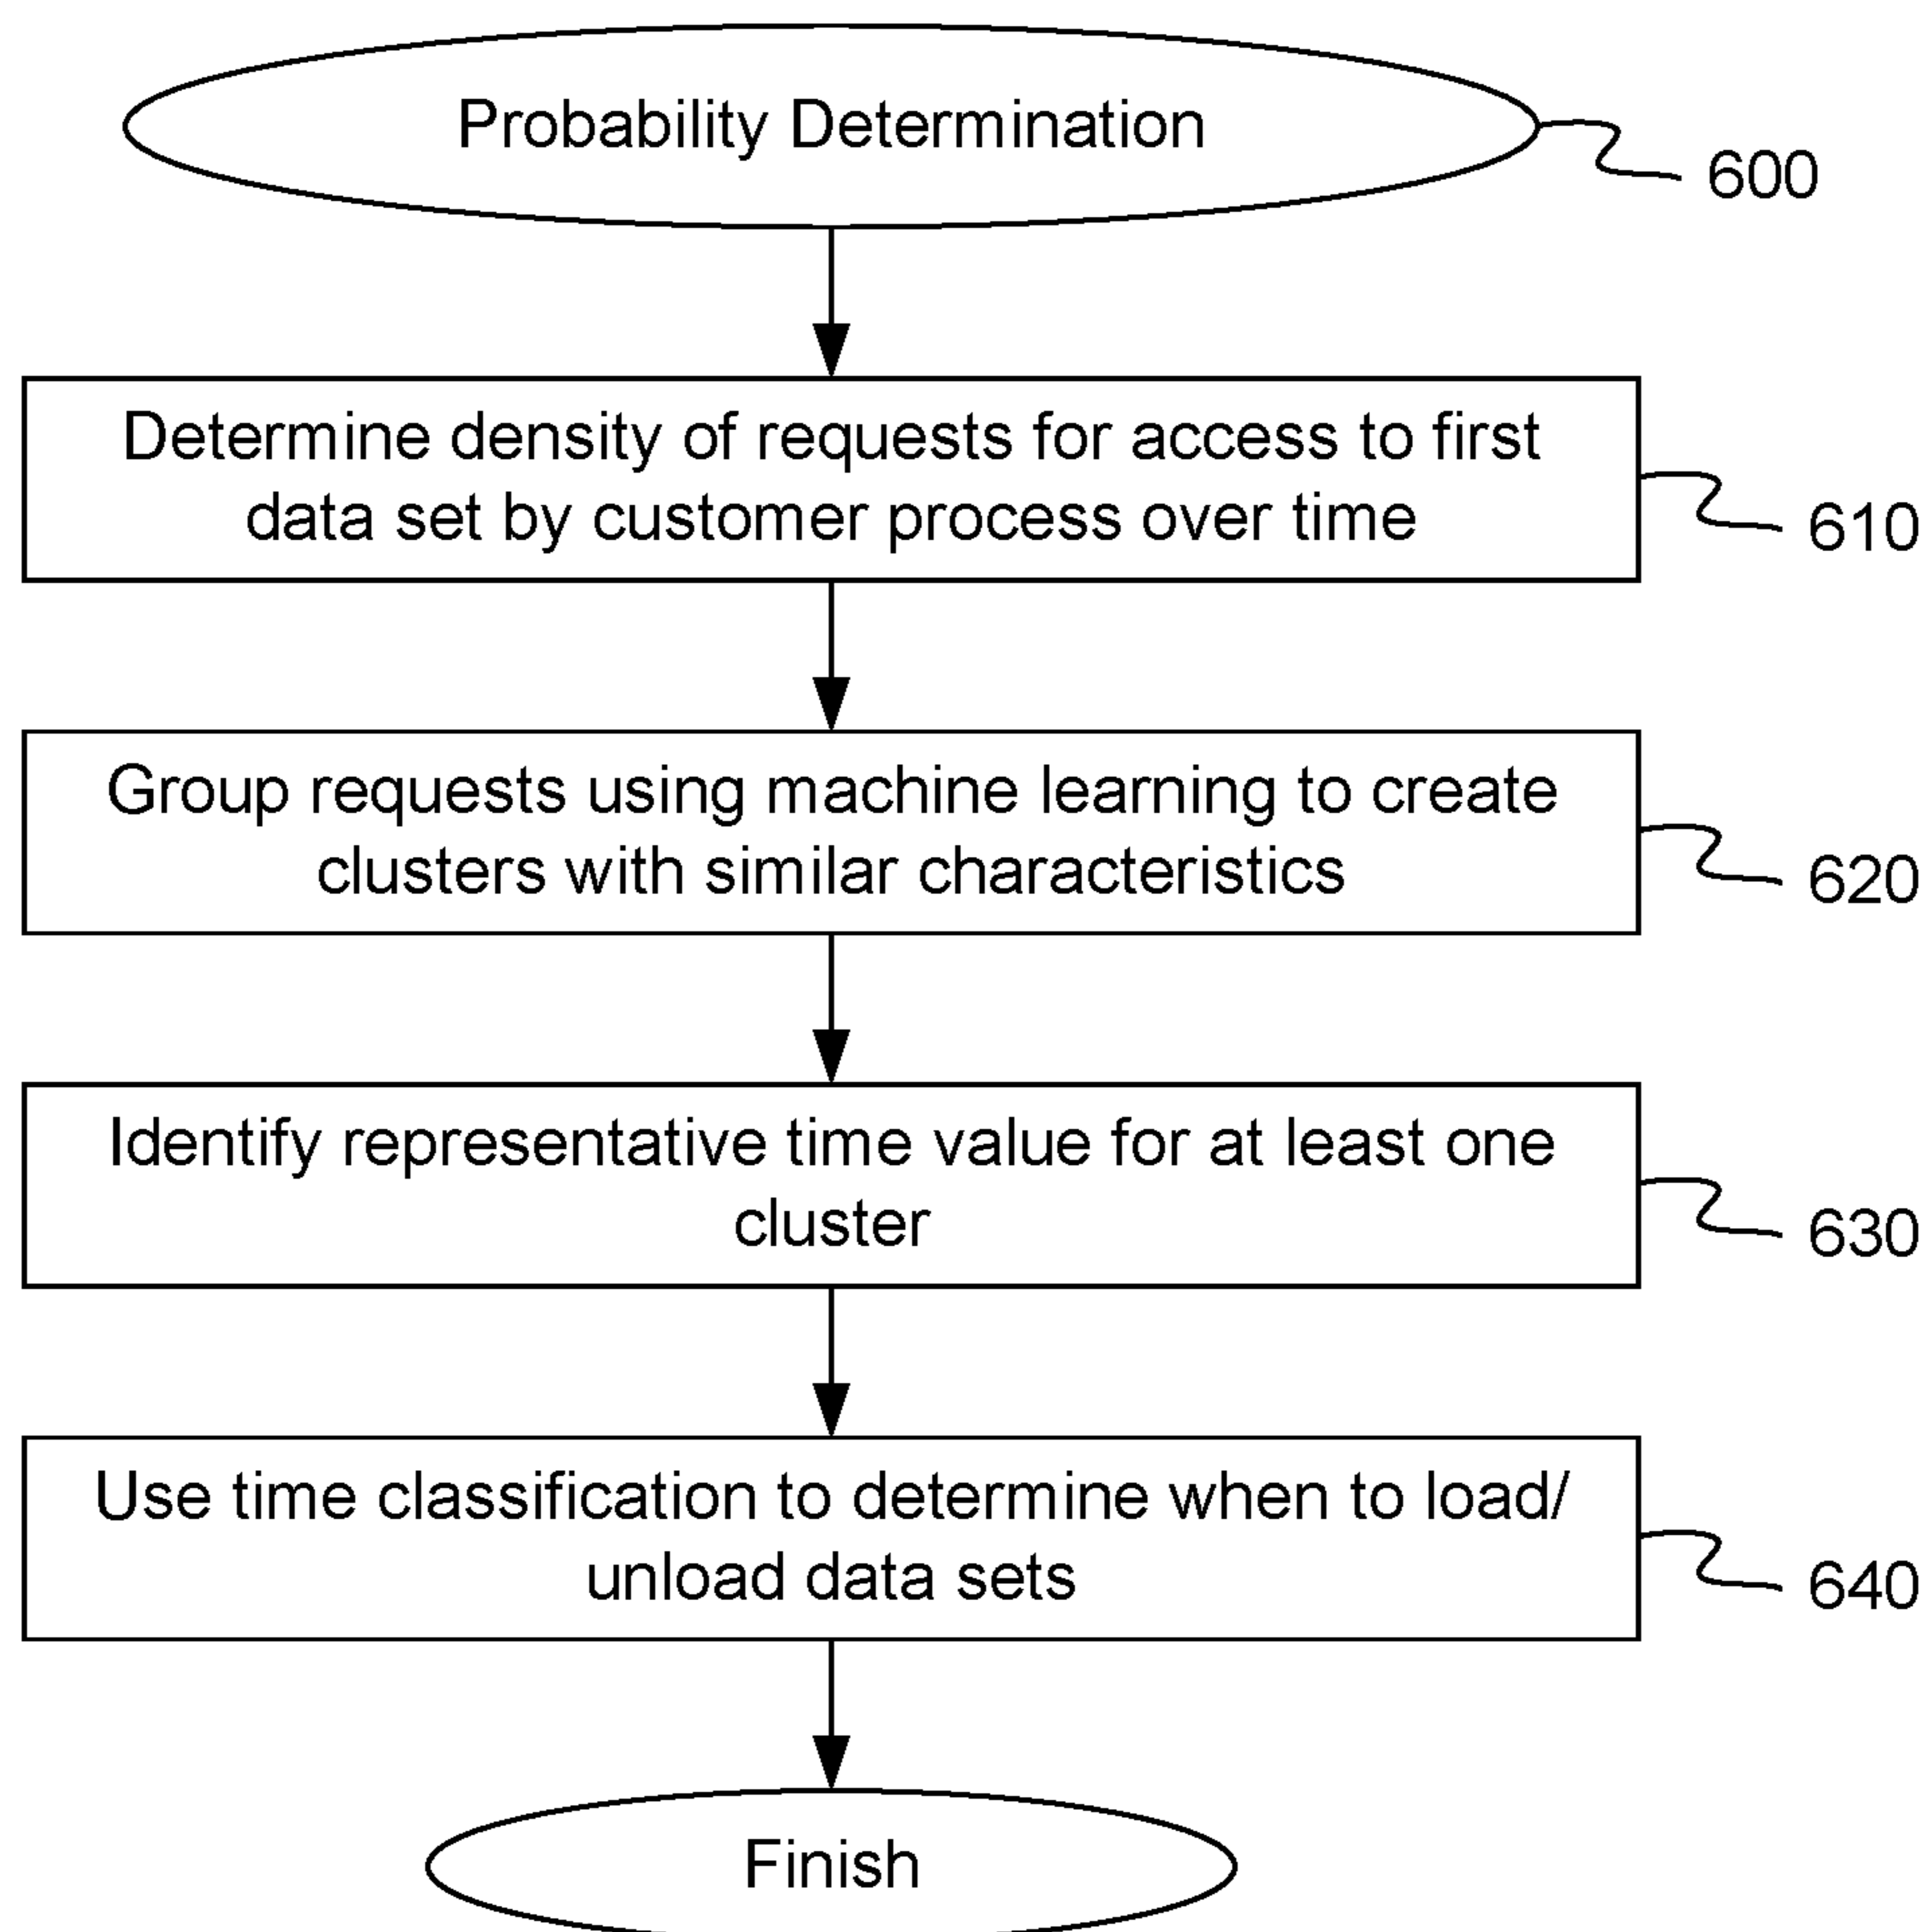 Probability Determination
600
Determine density of requests for access to first
data set by customer process over time
610
Group requests using machine learning to create
clusters with similar characteristics
620
Identify representative time value for at least one
cluster
630
Use time classification to determine when to load/
unload data sets
640
Finish